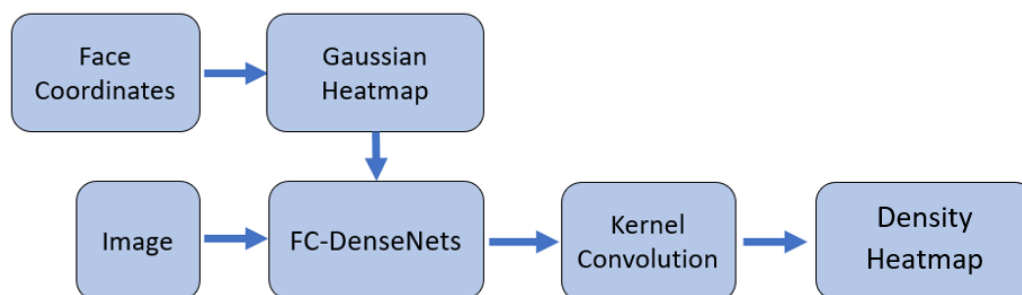 Face
Coordinates
Gaussian
Heatmap
Image
FC-DenseNets
Kernel
Convolution
Density
Heatmap